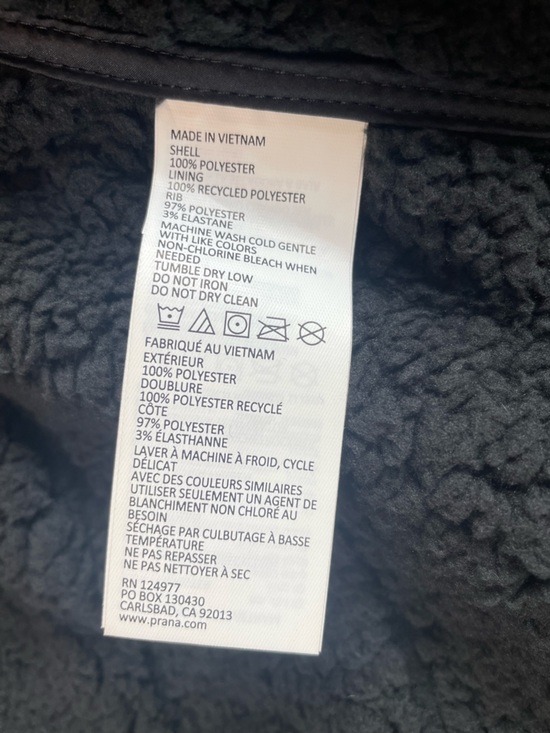 MADE IN VIETNAM
SHELL
100% POLYESTER
LINING
100% RECYCLED POLYESTER
RIB
97% POLYESTER
3% ELASTANE
MACHINE WASH COLD GENTLE
WITH LIKE COLORS
NON-CHLORINE BLEACH WHEN
NEEDED
TUMBLE DRY LOW
DO NOT IRON
DO NOT DRY CLEAN
FABRIQUÉ AU VIETNAM
EXTÉRIEUR
100% POLYESTER
DOUBLURE
100% POLYESTER RECYCLÉ
CÔTE
97% POLYESTER
3% ÉLASTHANNE
LAVER À MACHINE À FROID, CYCLE
DÉLICAT
AVEC DES COULEURS SIMILAIRES
UTILISER SEULEMENT UN AGENT DE
BLANCHIMENT NON CHLORÉ AU
BESOIN
SÉCHAGE PAR CULBUTAGE À BASSE
TEMPÉRATURE
NE PAS REPASSER
NE PAS NETTOYER À SEC
RN 124977
PO BOX 130430
CARLSBAD, CA 92013
www.prana.com